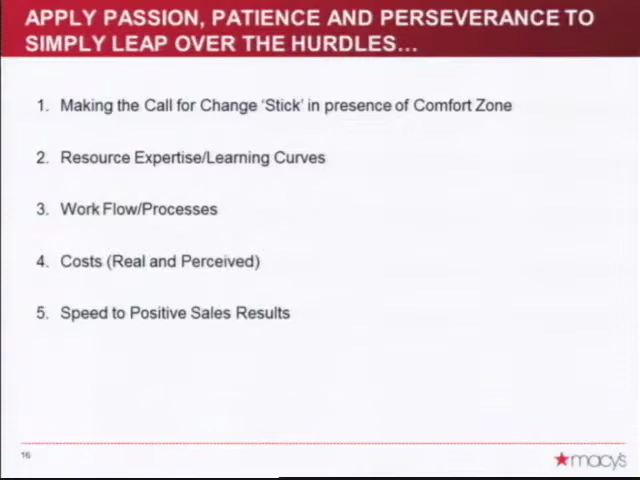 APPLY PASSION, PATIENCE AND PERSEVERANCE TO
SIMPLY LEAP OVER THE HURDLES…
1. Making the Call for Change ‘Stick’ in presence of Comfort Zone
2. Resource Expertise/Learning Curves
3. Work Flow/Processes
4. Costs (Real and Perceived)
5. Speed to Positive Sales Results
16
macy's